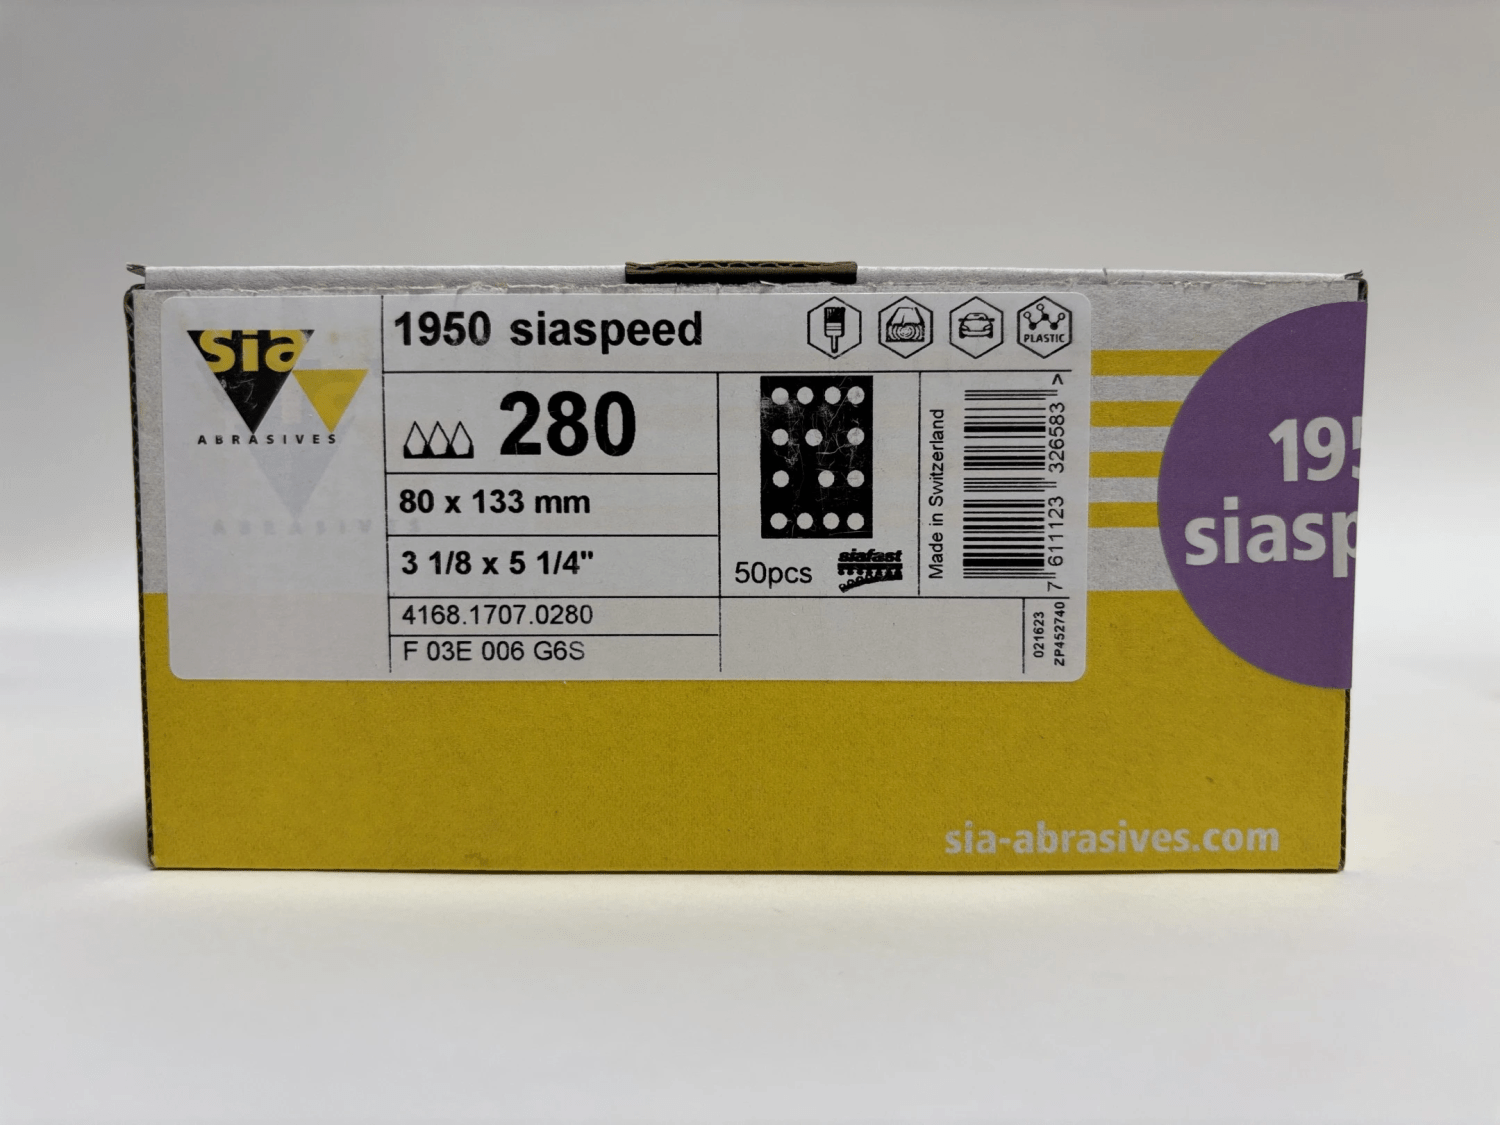 sia
ABRASIVES
1950 siaspeed
PLASTIC
280
80 x 133 mm
3 1/8 x 5 1/4"
4168.1707.0280
F 03E 006 G6S
50pcs
siafast
Made in Switzerland
7 611123 326583 >
021623
ZP452740
195
siasp
sia-abrasives.com